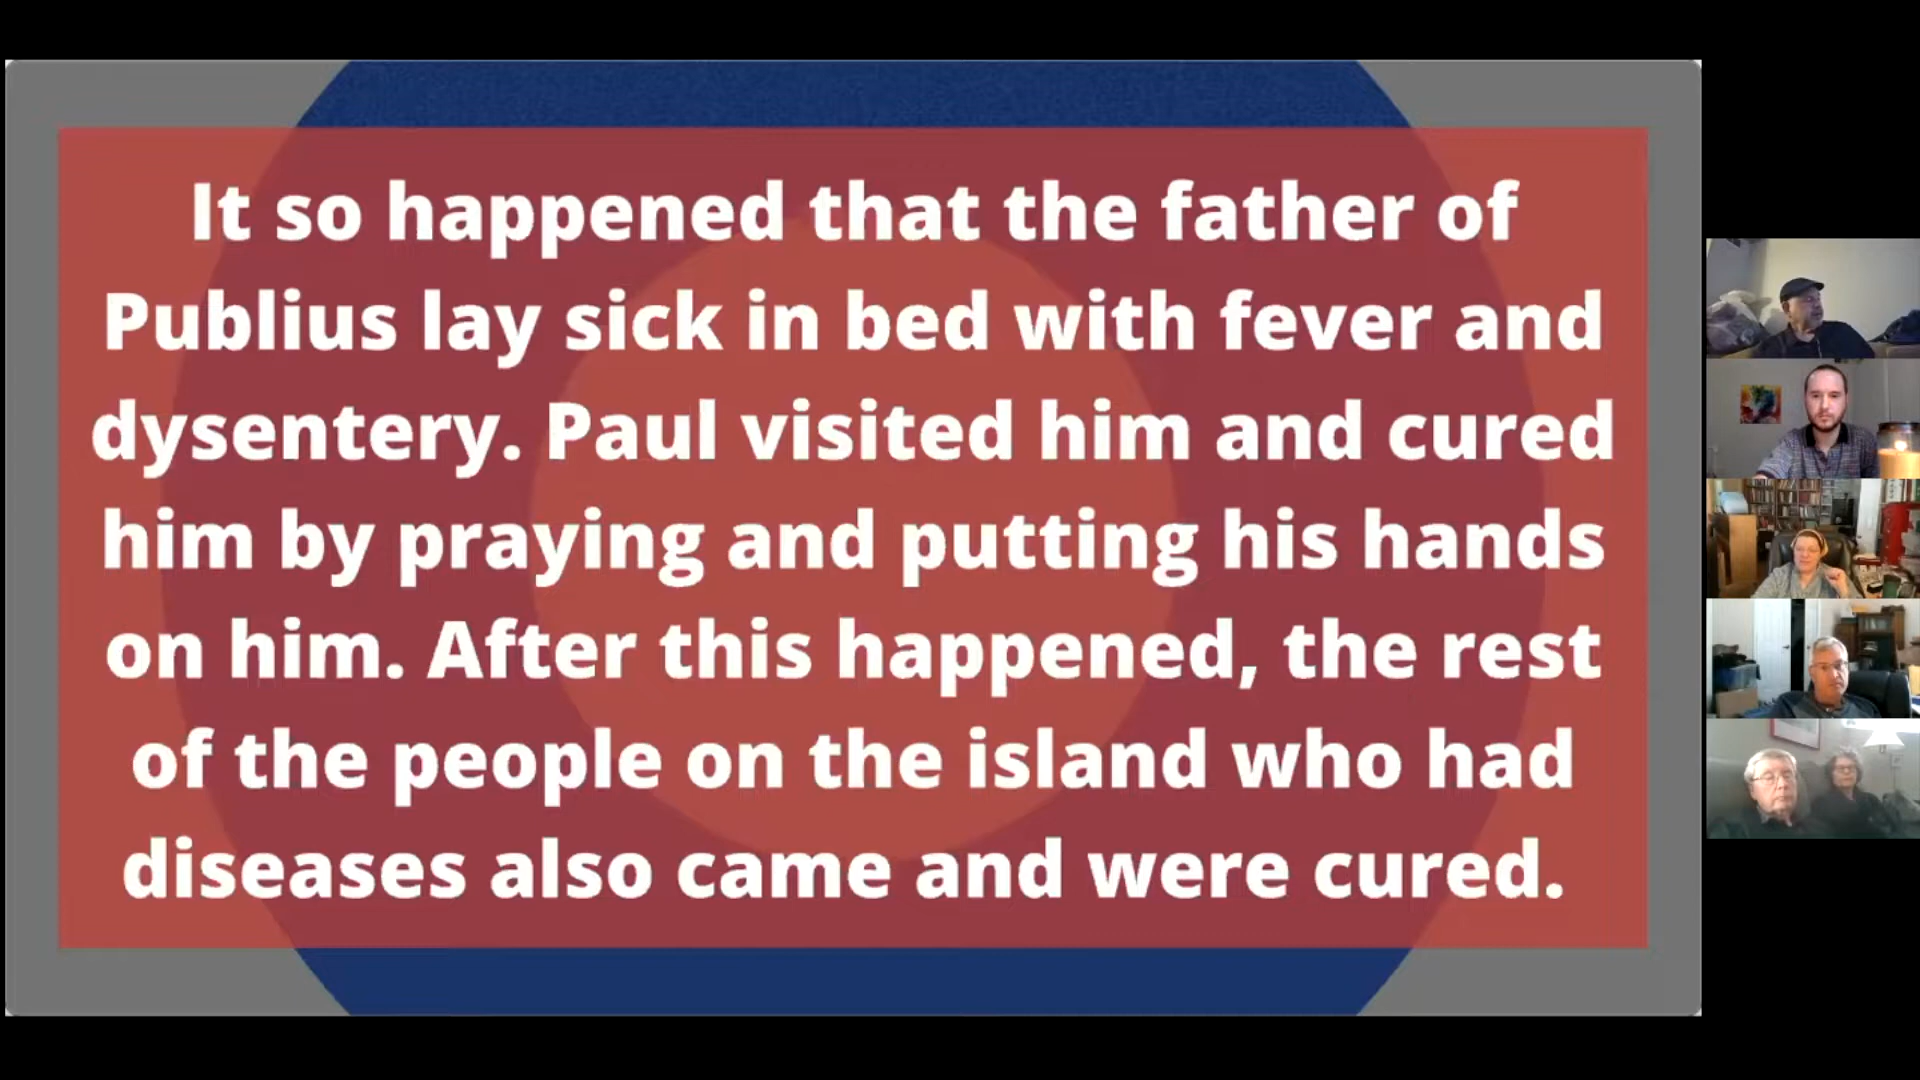 It so happened that the father of
Publius lay sick in bed with fever and
dysentery. Paul visited him and cured
him by praying and putting his hands
on him. After this happened, the rest
of the people on the island who had
diseases also came and were cured.